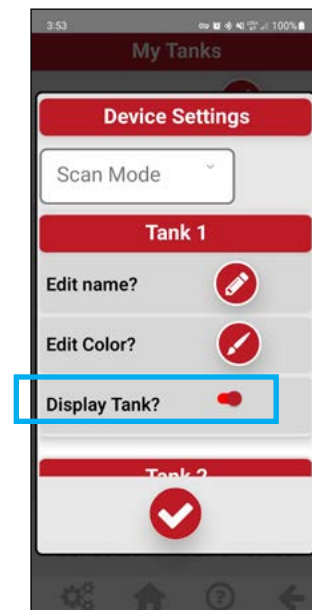 3:53
100%
My Tanks
Device Settings
Scan Mode
Tank 1
Edit name?
Edit Color?
Display Tank?
Tank 2
?